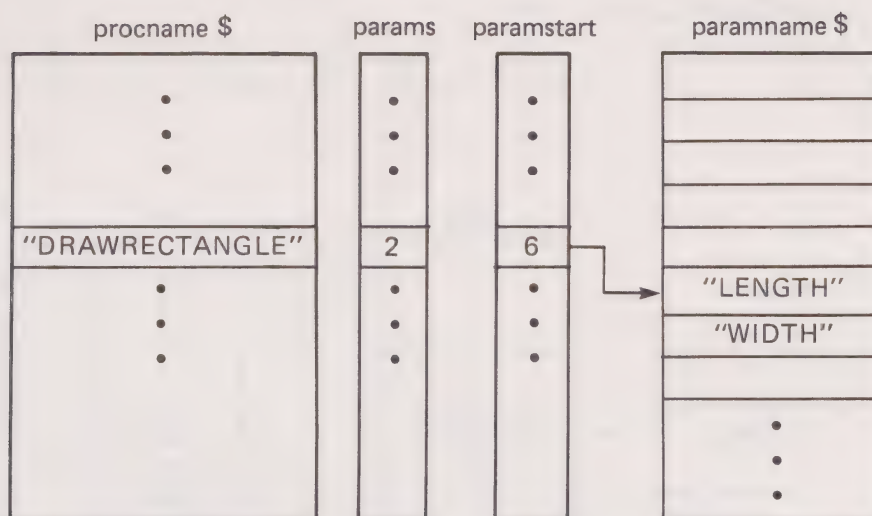 procname $ params paramstart paramname $
"DRAWRECTANGLE" 2 6
"LENGTH"
"WIDTH"